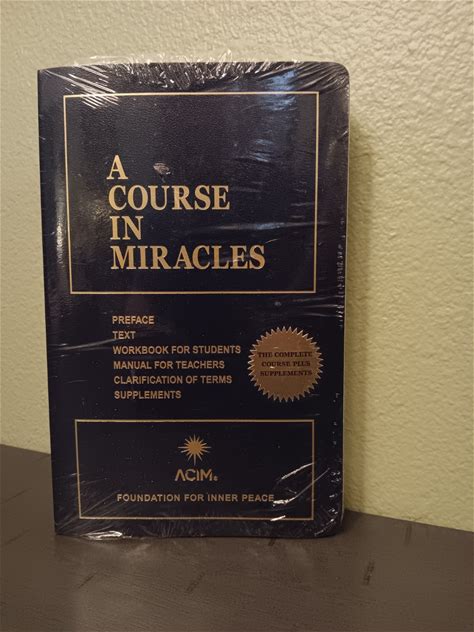 A
COURSE
IN
MIRACLES
PREFACE
TEXT
WORKBOOK FOR STUDENTS
MANUAL FOR TEACHERS
CLARIFICATION OF TERMS
SUPPLEMENTS
THE COMPLETE
COURSE PLUS
SUPPLEMENTS
ACIM®
FOUNDATION FOR INNER PEACE